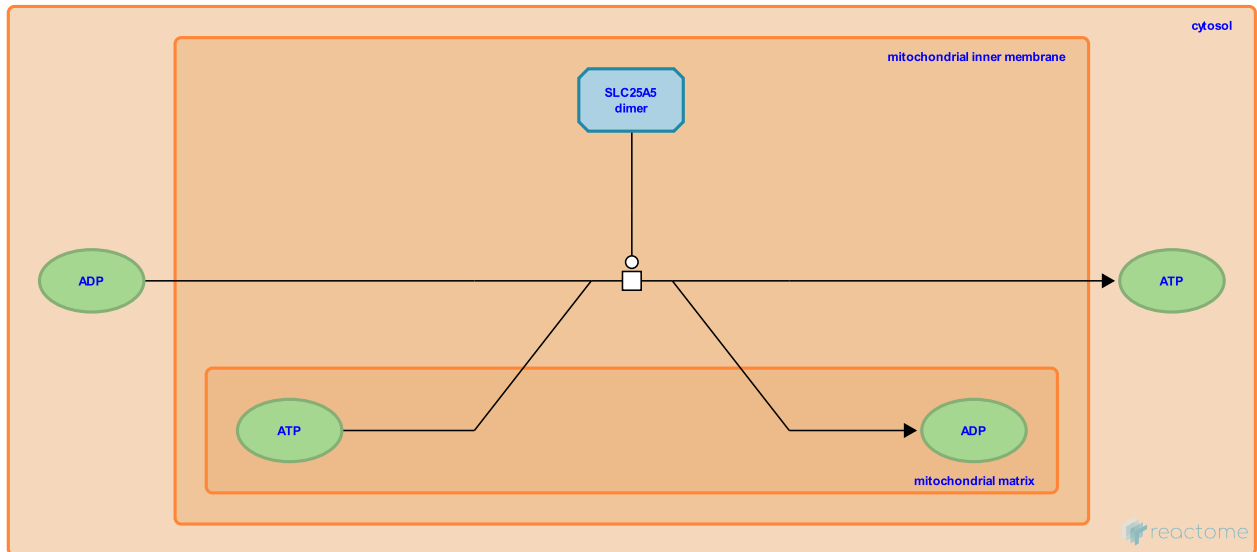 cytosol
mitochondrial inner membrane
SLC25A5
dimer
ADP
ATP
ATP
ADP
mitochondrial matrix
reactome